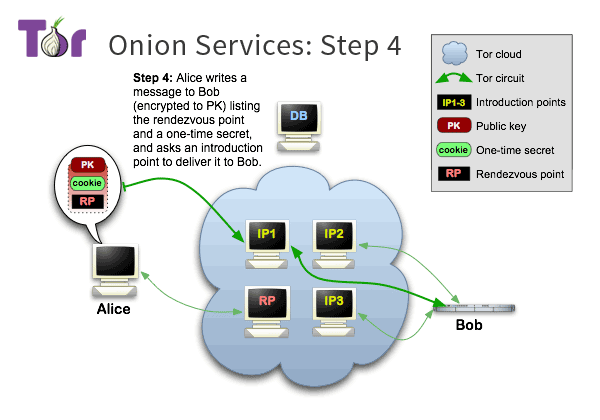 Tor
Onion Services: Step 4
Step 4: Alice writes a
message to Bob
(encrypted to PK) listing
the rendezvous point
and a one-time secret,
and asks an introduction
point to deliver it to Bob.
DB
Tor cloud
Tor circuit
IP1-3 Introduction points
PK Public key
cookie One-time secret
RP Rendezvous point
PK
cookie
RP
IP1
IP2
RP
IP3
Alice
Bob